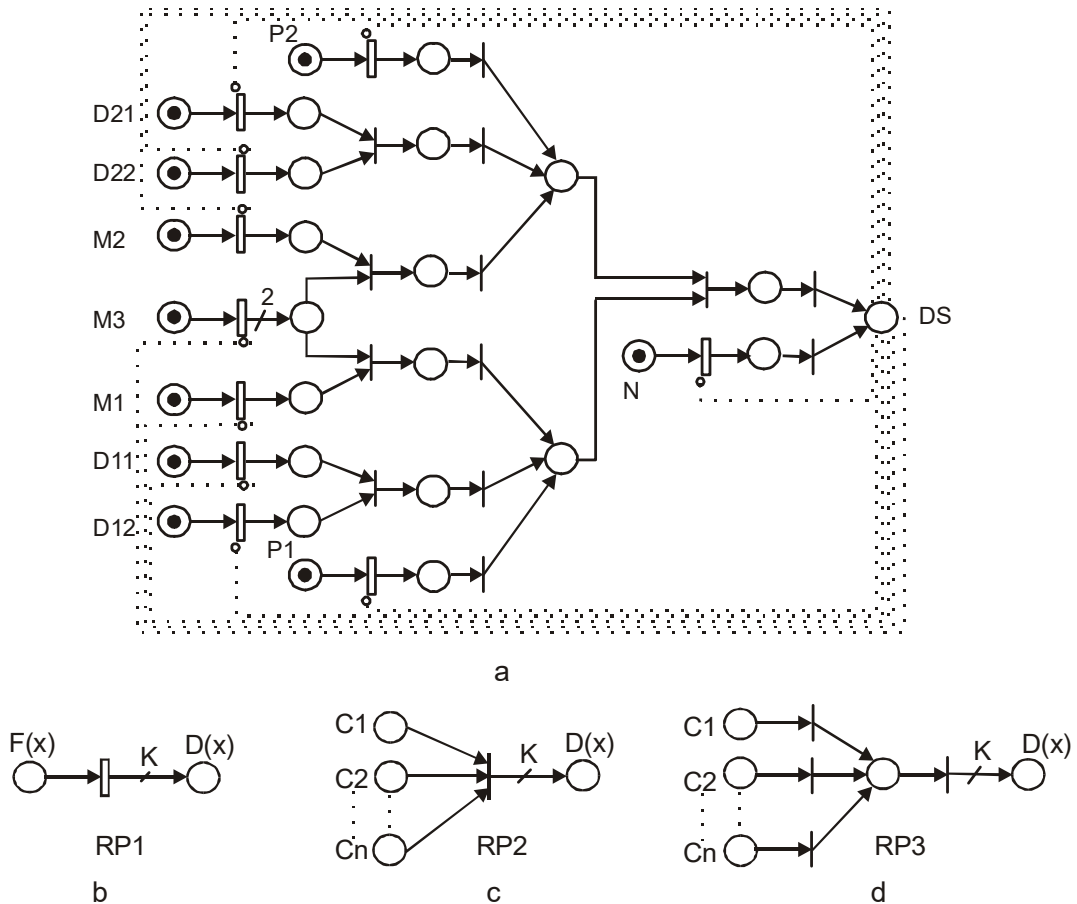 P2
D21
D22
M2
M3
2
DS
M1
N
D11
D12
P1
a
F(x)
K
D(x)
RP1
b
C1
C2
Cn
K
D(x)
RP2
c
C1
C2
Cn
K
D(x)
RP3
d